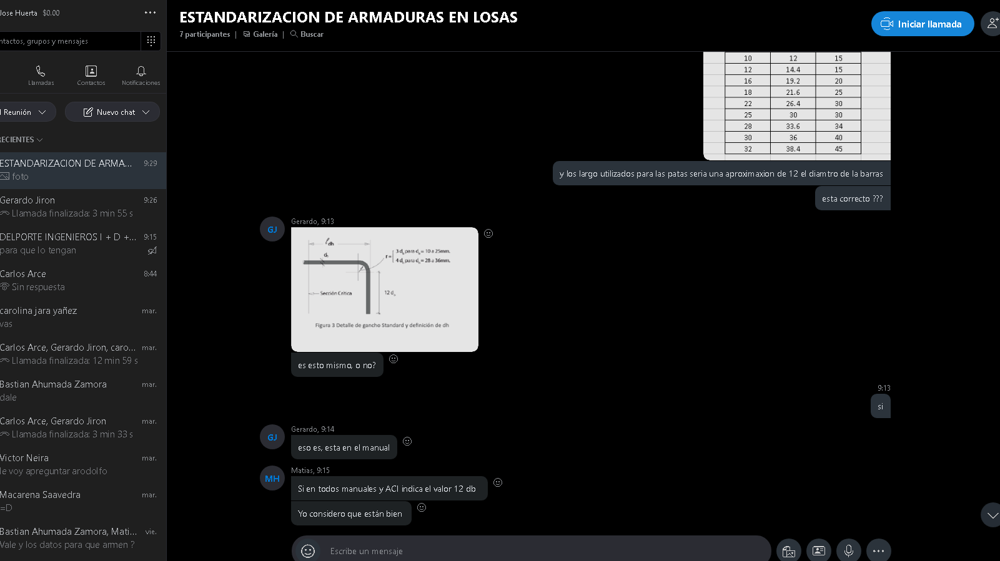 Jose Huerta $0.00
ntactos, grupos y mensajes
Llamadas Contactos Notificaciones
Reunión Nuevo chat
RECIENTES
ESTANDARIZACION DE ARMA... 9:29
foto
Gerardo Jiron 9:26
Llamada finalizada: 3 min 55 s
DELPORTE INGENIEROS I + D +... 9:15
para que lo tengan
Carlos Arce 8:44
Sin respuesta
carolina jara yañez mar.
vas
Carlos Arce, Gerardo Jiron, caro... mar.
Llamada finalizada: 12 min 59 s
Bastian Ahumada Zamora mar.
dale
Carlos Arce, Gerardo Jiron mar.
Llamada finalizada: 3 min 33 s
Victor Neira mar.
le voy apreguntar arodolfo
Macarena Saavedra mar.
=D
Bastian Ahumada Zamora, Mati... vie.
Vale y los datos para que armen ?
ESTANDARIZACION DE ARMADURAS EN LOSAS
7 participantes | Galería | Buscar
Iniciar llamada
10 12 15
12 14.4 15
16 19.2 20
18 21.6 25
22 26.4 30
25 30 30
28 33.6 34
30 36 40
32 38.4 45
y los largo utilizados para las patas seria una aproximaxion de 12 el diamtro de la barras
esta correcto ???
GJ
Gerardo, 9:13
ℓdh
db
r=
3 db para db = 10 a 25mm.
4 db para db = 28 a 36mm.
r
Sección Crítica
12 db
Figura 3 Detalle de gancho Standard y definición de dh
es esto mismo, o no?
9:13
si
GJ
Gerardo, 9:14
eso es, esta en el manual
MH
Matias, 9:15
Si en todos manuales y ACI indica el valor 12 db
Yo considero que están bien
Escribe un mensaje